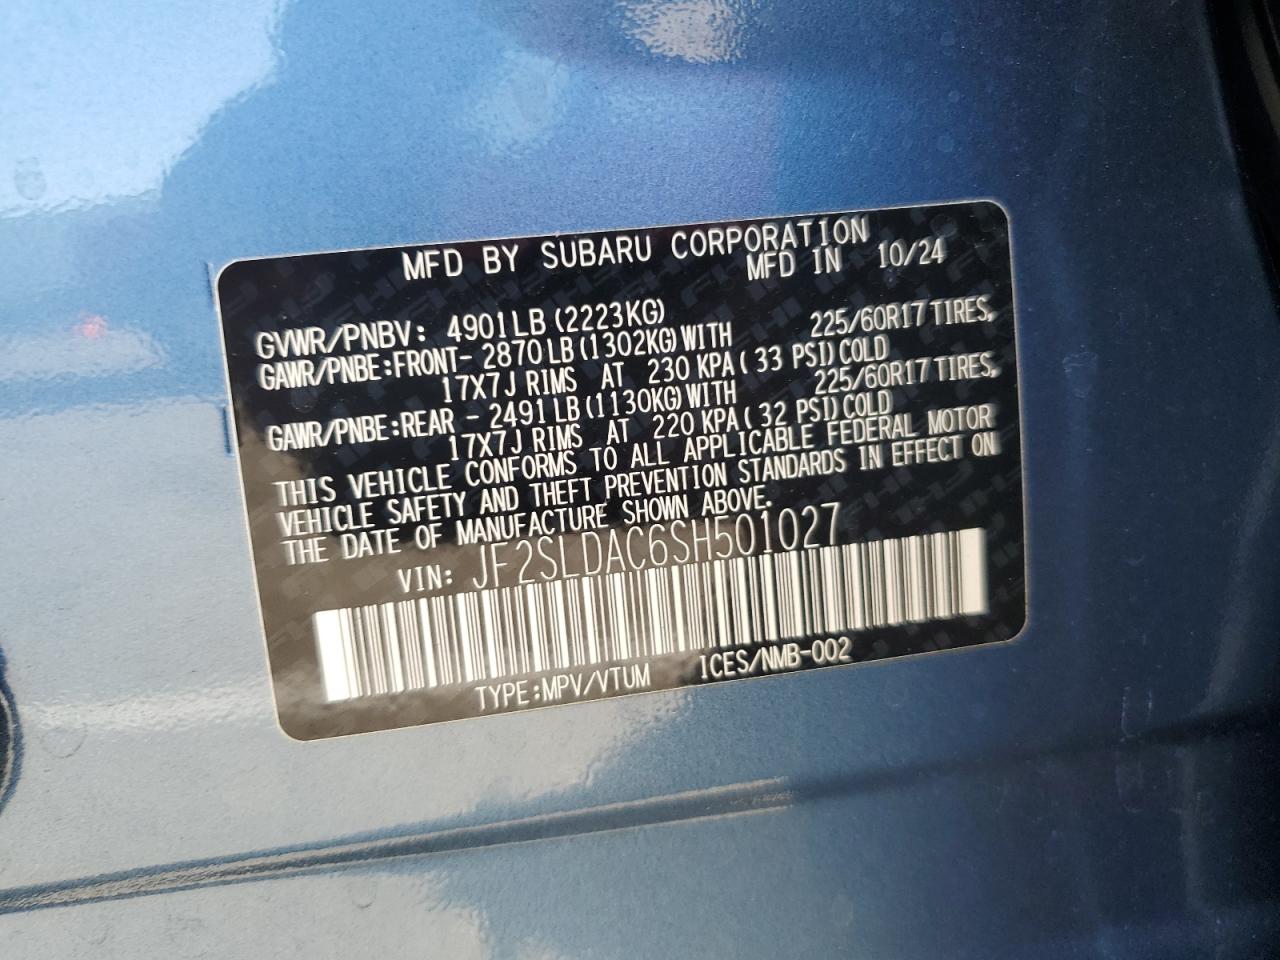 MFD BY SUBARU CORPORATION
MFD IN 10/24
GVWR/PNBV: 4901LB(2223KG)
GAWR/PNBE:FRONT- 2870LB(1302KG)WITH 225/60R17 TIRES,
17X7J RIMS AT 230 KPA( 33 PSI)COLD
GAWR/PNBE:REAR - 2491LB(1130KG)WITH 225/60R17 TIRES,
17X7J RIMS AT 220 KPA( 32 PSI)COLD
THIS VEHICLE CONFORMS TO ALL APPLICABLE FEDERAL MOTOR
VEHICLE SAFETY AND THEFT PREVENTION STANDARDS IN EFFECT ON
THE DATE OF MANUFACTURE SHOWN ABOVE.
VIN: JF2SLDAC6SH501027
TYPE:MPV/VTUM ICES/NMB-002